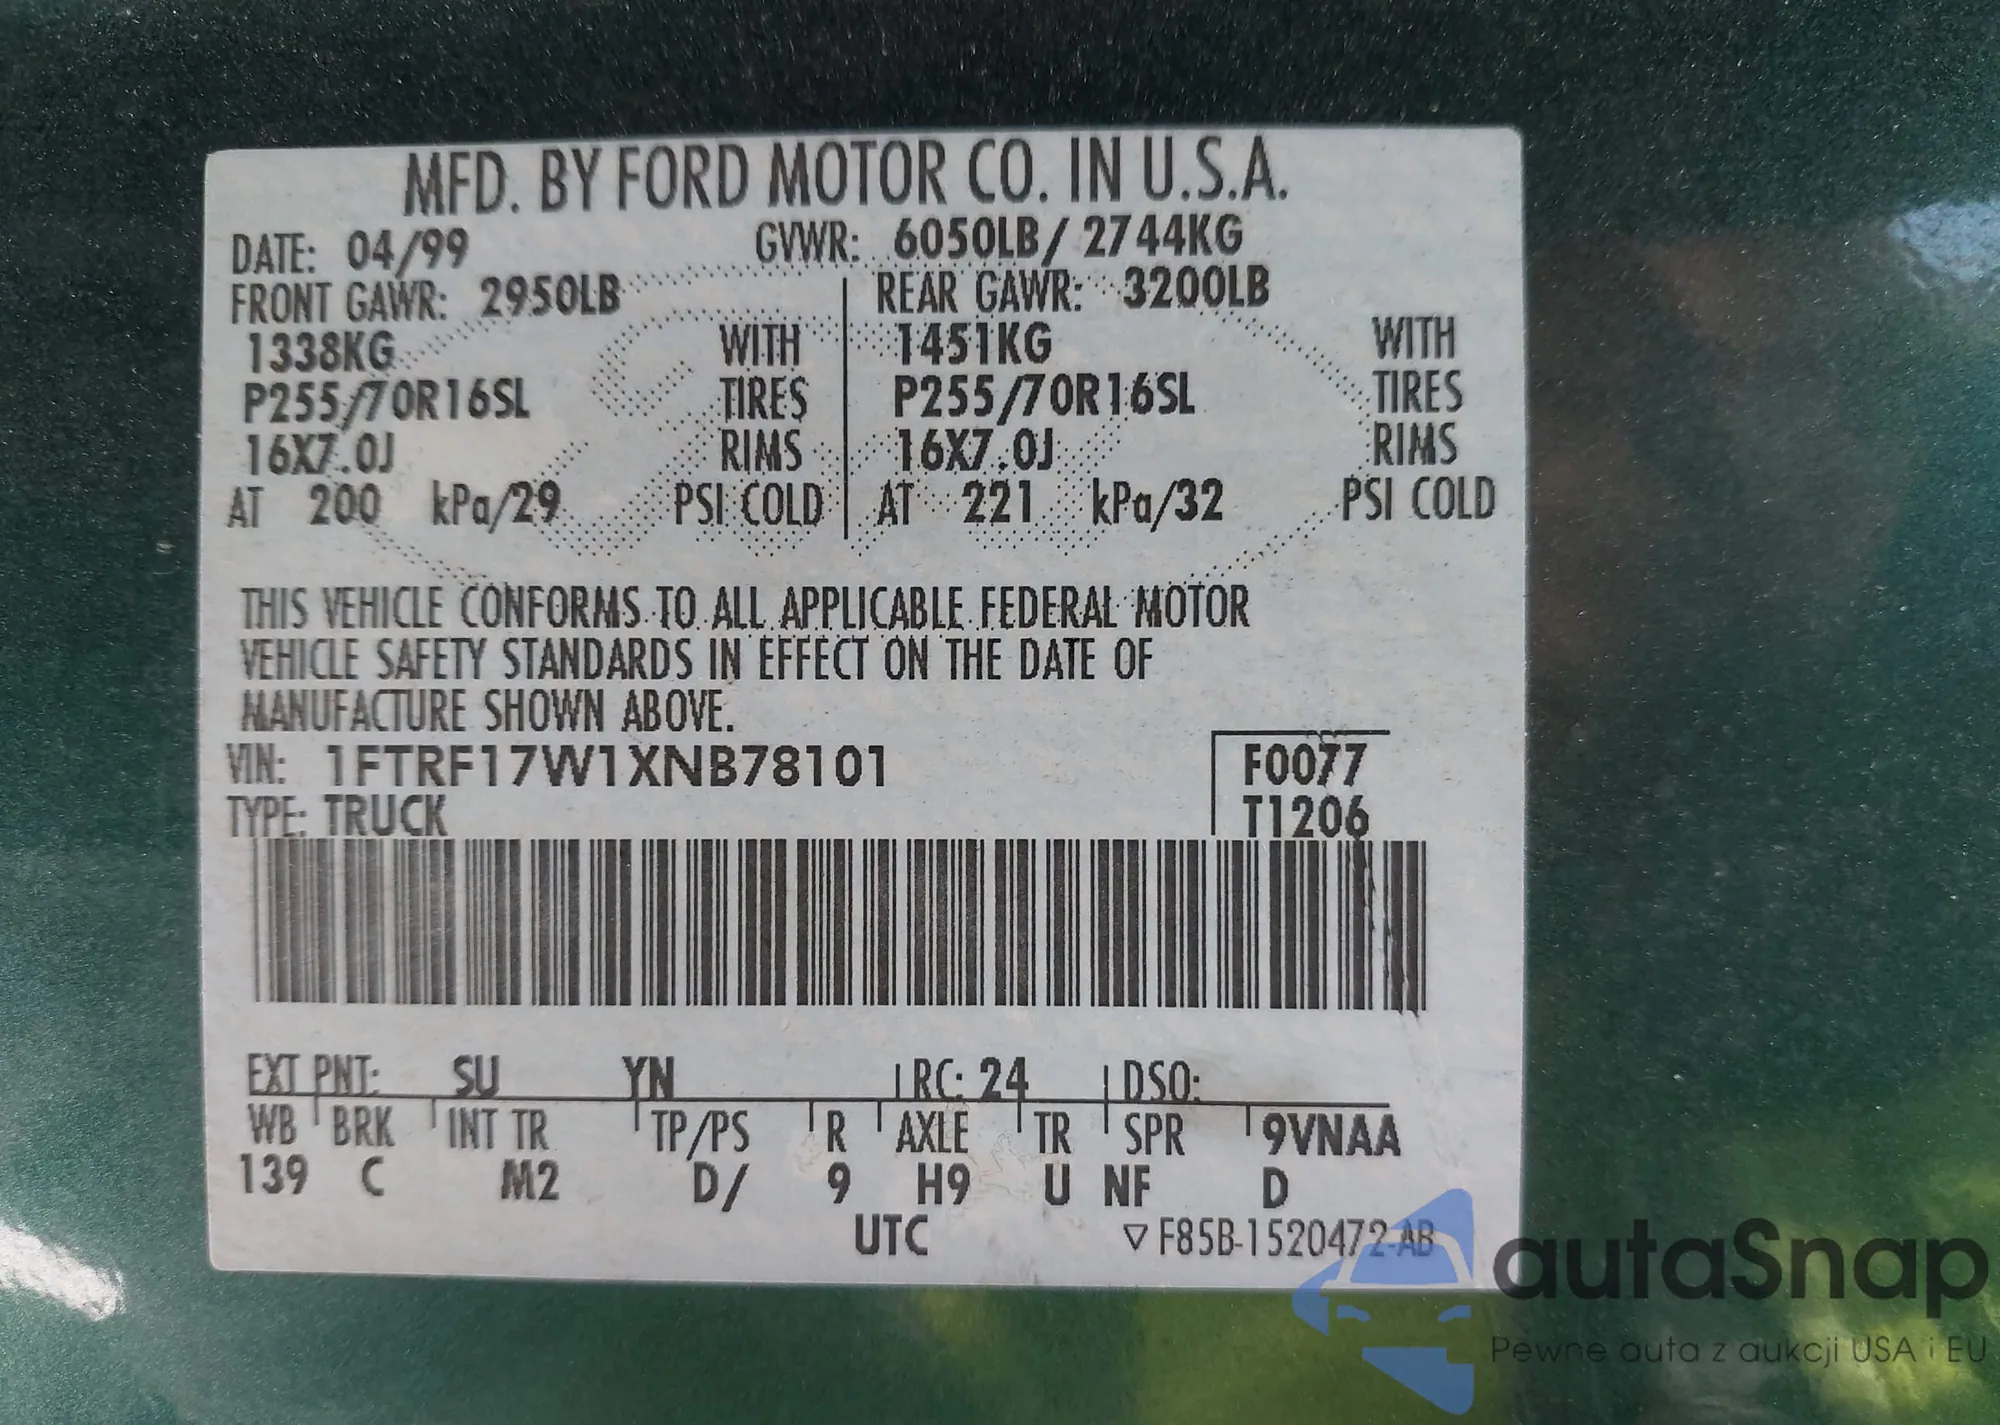 MFD. BY FORD MOTOR CO. IN U.S.A.
DATE: 04/99 GVWR: 6050LB/ 2744KG
FRONT GAWR: 2950LB REAR GAWR: 3200LB
1338KG WITH 1451KG WITH
P255/70R16SL TIRES P255/70R16SL TIRES
16X7.0J RIMS 16X7.0J RIMS
AT 200 kPa/29 PSI COLD AT 221 kPa/32 PSI COLD
THIS VEHICLE CONFORMS TO ALL APPLICABLE FEDERAL MOTOR
VEHICLE SAFETY STANDARDS IN EFFECT ON THE DATE OF
MANUFACTURE SHOWN ABOVE.
VIN: 1FTRF17W1XNB78101 F0077
TYPE: TRUCK T1206
EXT PNT: SU YN RC: 24 DSO:
WB BRK INT TR TP/PS R AXLE TR SPR 9VNAA
139 C M2 D/ 9 H9 U NF D
UTC ▽ F85B-1520472-AB
autaSnap
Pewne auta z aukcji USA i EU